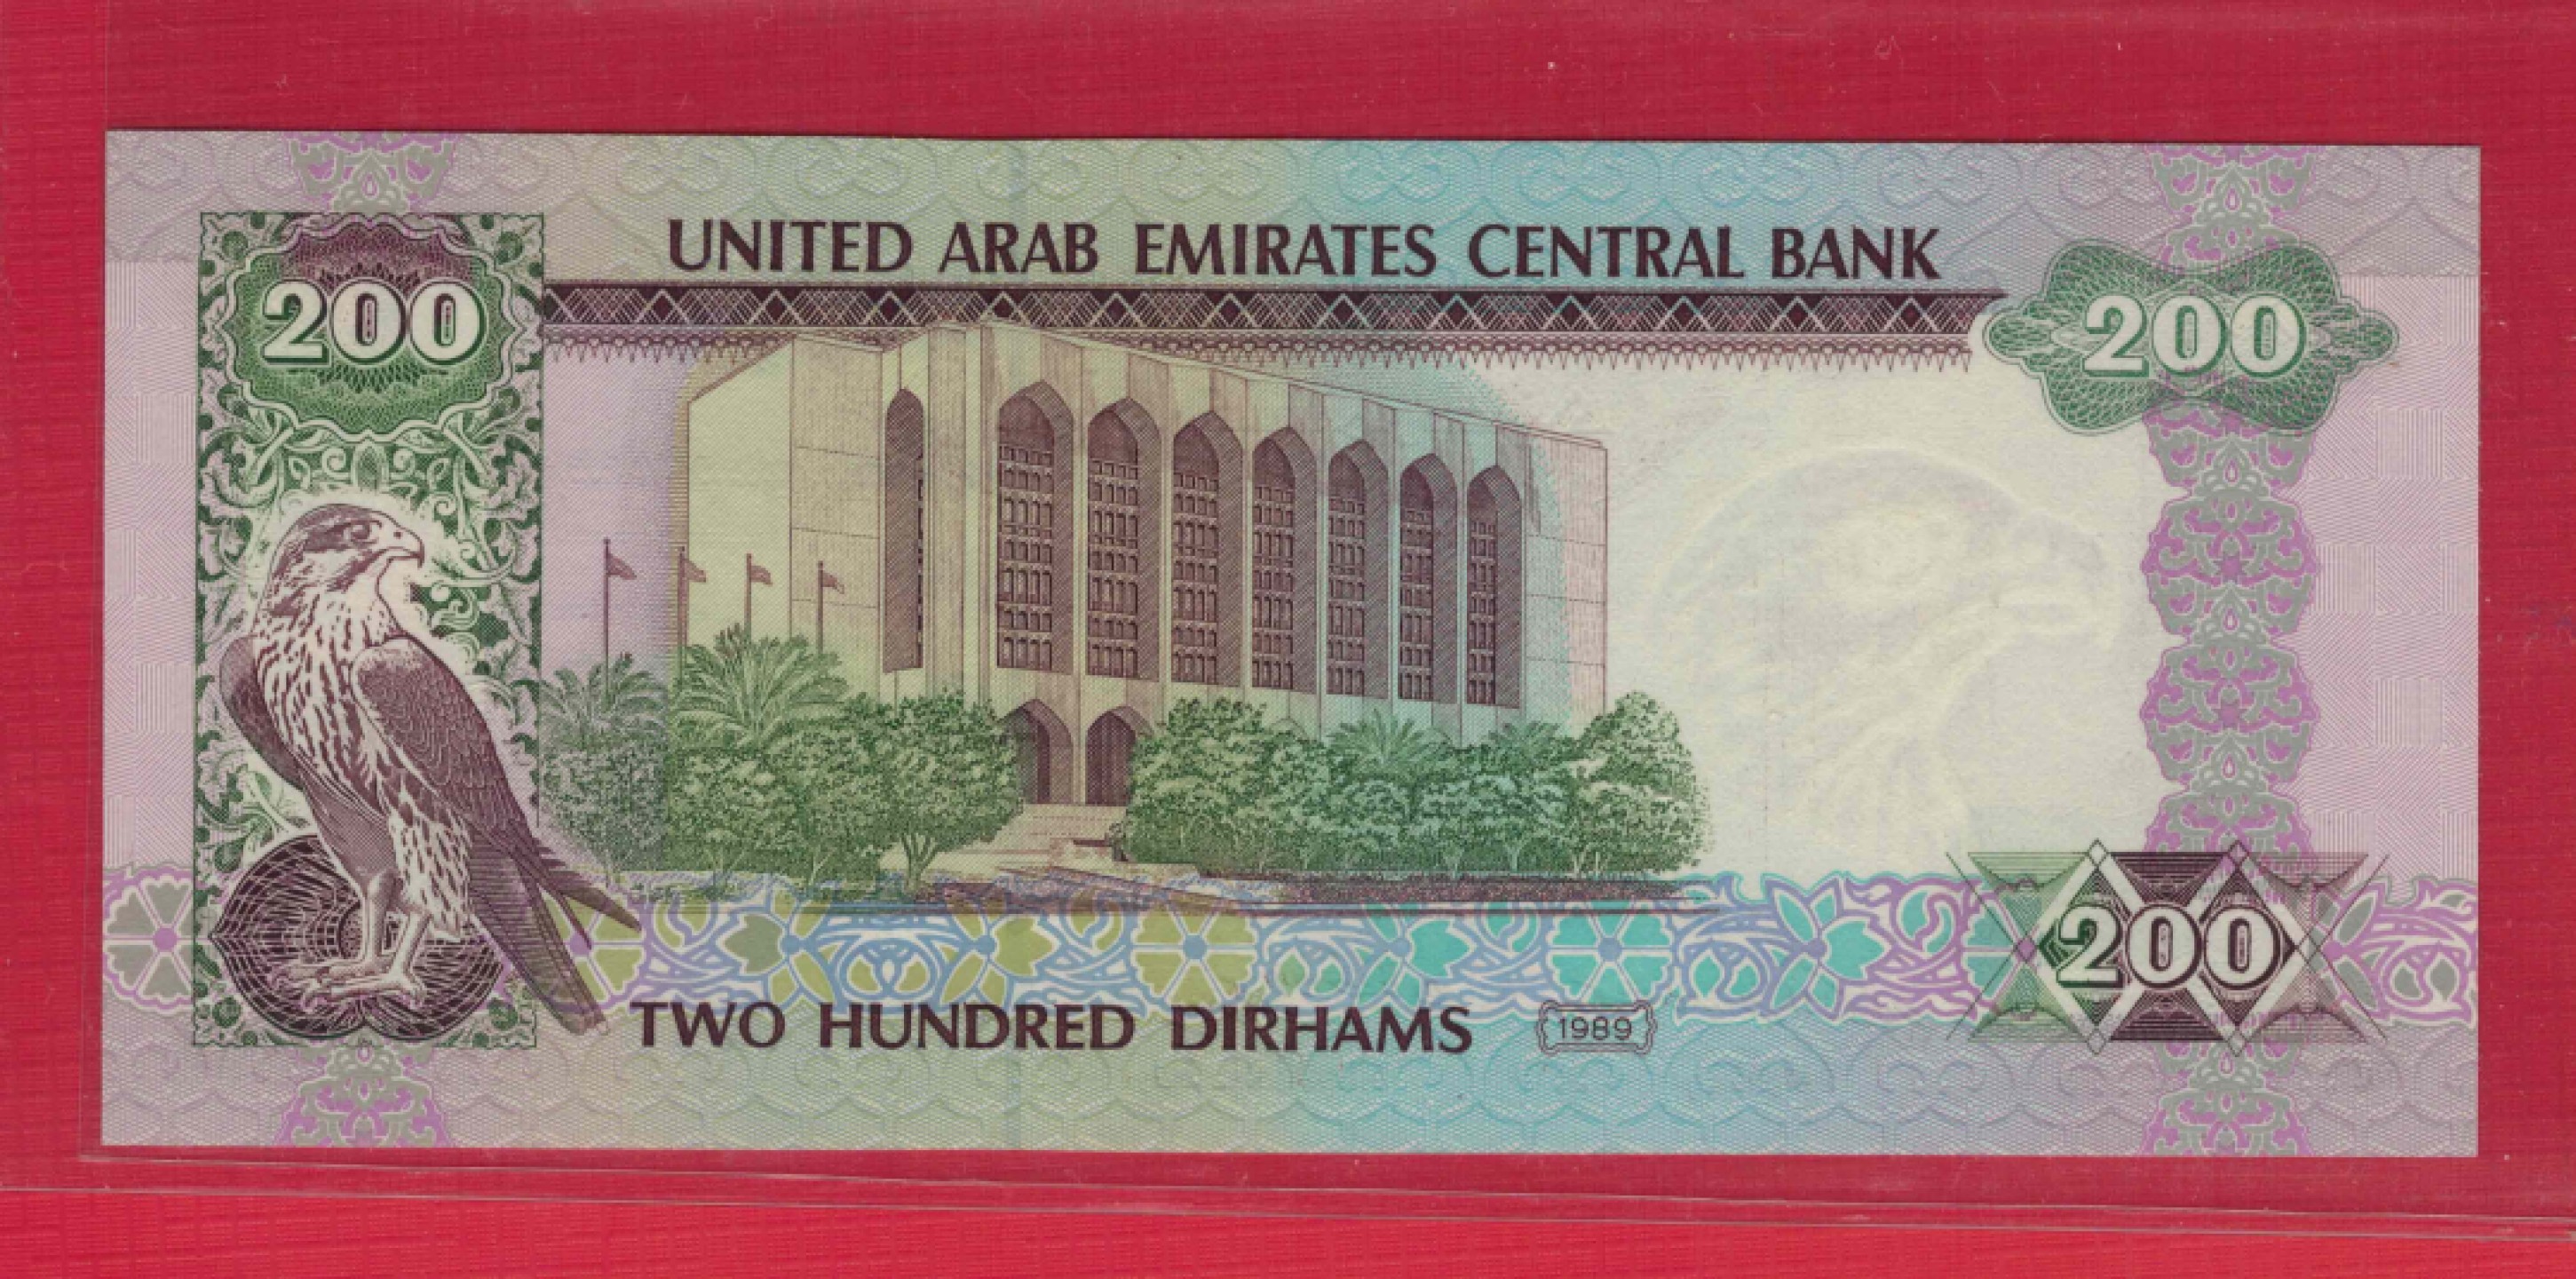 UNITED ARAB EMIRATES CENTRAL BANK
200
200
TWO HUNDRED DIRHAMS
1989
200